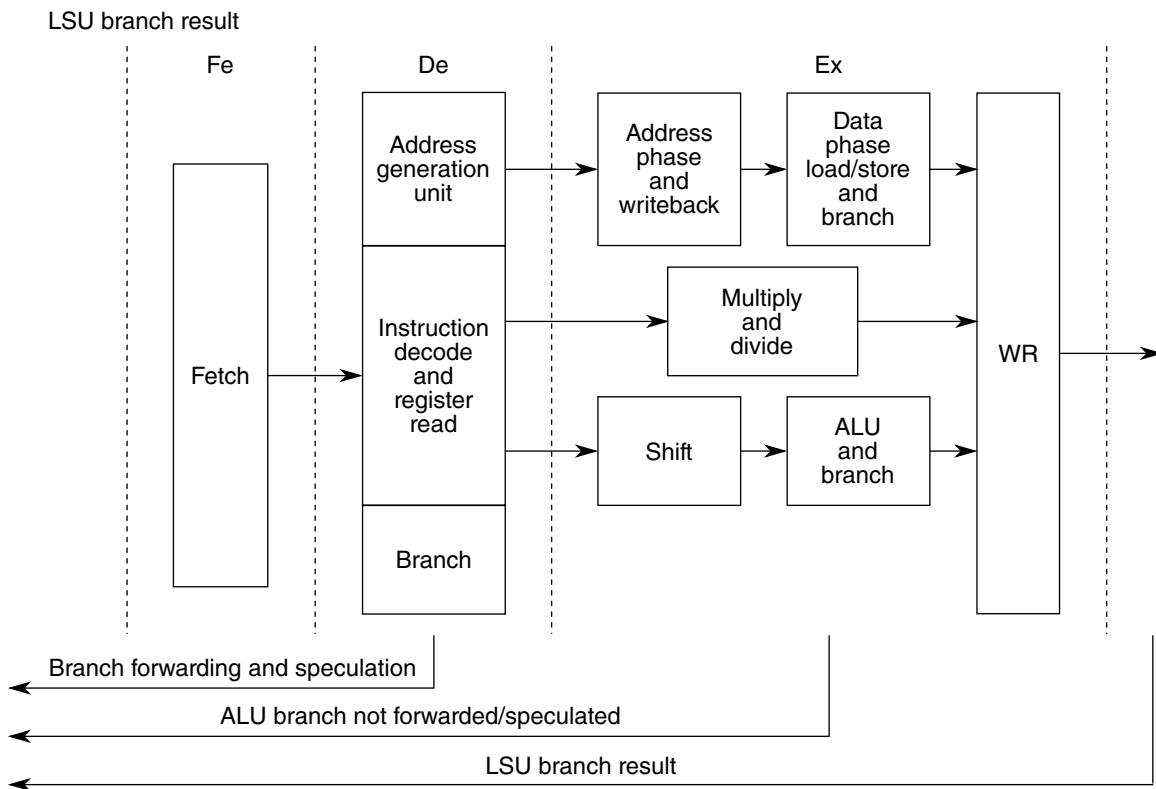 LSU branch result
Fe
De
Ex
Address
generation
unit
Address
phase
and
writeback
Data
phase
load/store
and
branch
Fetch
Instruction
decode
and
register
read
Multiply
and
divide
WR
Shift
ALU
and
branch
Branch
Branch forwarding and speculation
ALU branch not forwarded/speculated
LSU branch result